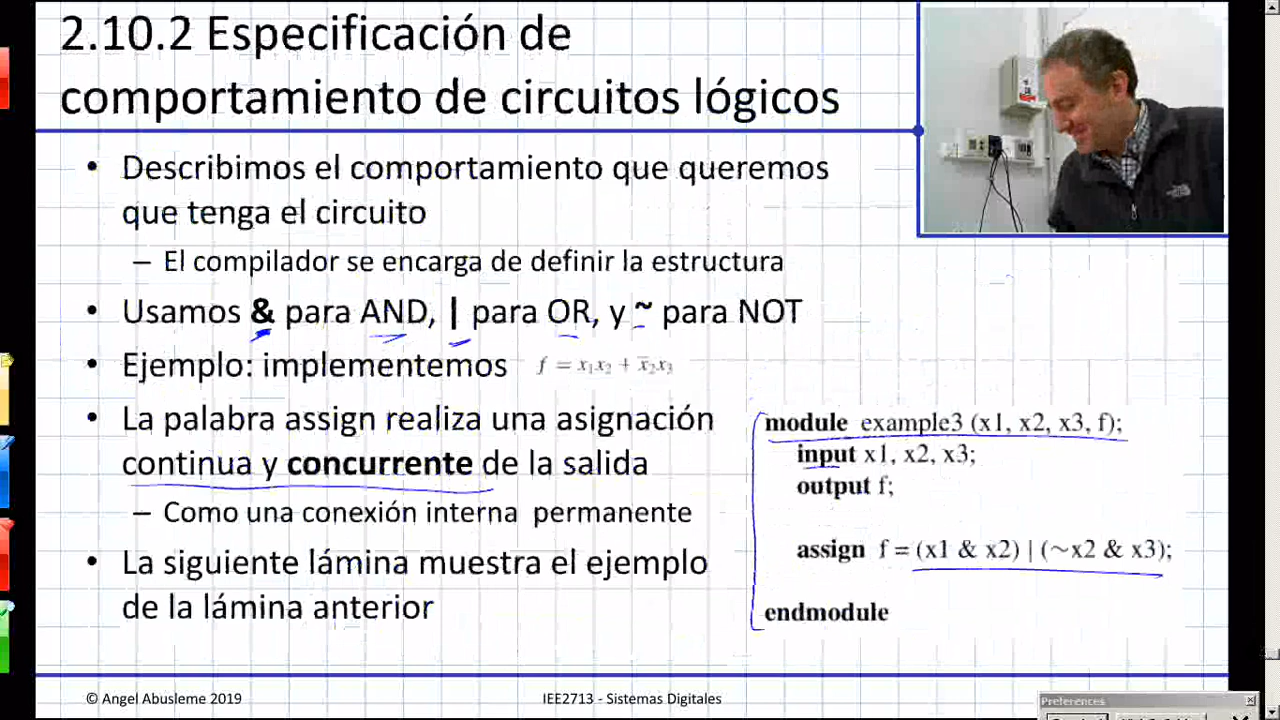 2.10.2 Especificación de
comportamiento de circuitos lógicos
• Describimos el comportamiento que queremos
que tenga el circuito
– El compilador se encarga de definir la estructura
• Usamos & para AND, | para OR, y ~ para NOT
• Ejemplo: implementemos f = x₁x₂ + x̅₂x₃
• La palabra assign realiza una asignación
continua y concurrente de la salida
– Como una conexión interna permanente
• La siguiente lámina muestra el ejemplo
de la lámina anterior
module example3 (x1, x2, x3, f);
input x1, x2, x3;
output f;
assign f = (x1 & x2) | (~x2 & x3);
endmodule
© Angel Abusleme 2019
IEE2713 - Sistemas Digitales
Preferences